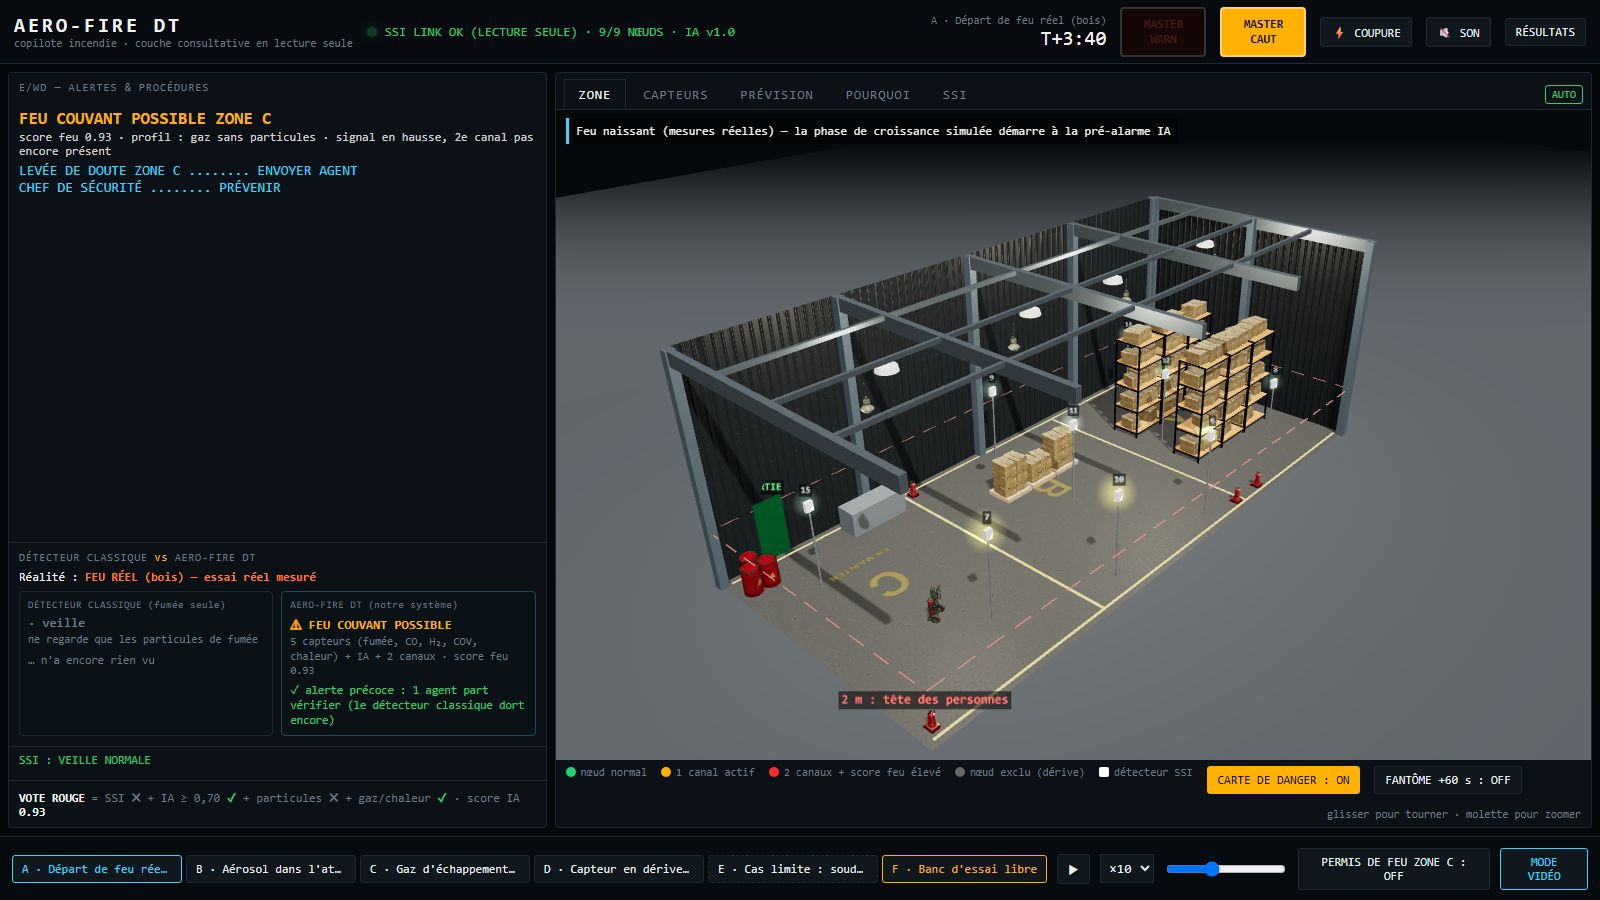 AERO-FIRE DT
copilote incendie · couche consultative en lecture seule
SSI LINK OK (LECTURE SEULE) · 9/9 NŒUDS · IA v1.0
A · Départ de feu réel (bois)
T+3:40
MASTER
WARN
MASTER
CAUT
COUPURE
SON
RÉSULTATS
E/WD — ALERTES & PROCÉDURES
FEU COUVANT POSSIBLE ZONE C
score feu 0.93 · profil : gaz sans particules · signal en hausse, 2e canal pas
encore présent
LEVÉE DE DOUTE ZONE C ........ ENVOYER AGENT
CHEF DE SÉCURITÉ ........ PRÉVENIR
DÉTECTEUR CLASSIQUE vs AERO-FIRE DT
Réalité : FEU RÉEL (bois) — essai réel mesuré
DÉTECTEUR CLASSIQUE (fumée seule)
· veille
ne regarde que les particules de fumée
… n'a encore rien vu
AERO-FIRE DT (notre système)
⚠ FEU COUVANT POSSIBLE
5 capteurs (fumée, CO, H₂, COV,
chaleur) + IA + 2 canaux · score feu
0.93
✓ alerte précoce : 1 agent part
vérifier (le détecteur classique dort
encore)
SSI : VEILLE NORMALE
VOTE ROUGE = SSI ✕ + IA ≥ 0,70 ✓ + particules ✕ + gaz/chaleur ✓ · score IA
0.93
ZONE
CAPTEURS
PRÉVISION
POURQUOI
SSI
AUTO
Feu naissant (mesures réelles) — la phase de croissance simulée démarre à la pré-alarme IA
9
11
10
7
15
TIE
B
C
EN MAINTEN
2 m : tête des personnes
nœud normal
1 canal actif
2 canaux + score feu élevé
nœud exclu (dérive)
détecteur SSI
CARTE DE DANGER : ON
FANTÔME +60 s : OFF
glisser pour tourner · molette pour zoomer
A · Départ de feu rée…
B · Aérosol dans l'at…
C · Gaz d'échappement…
D · Capteur en dérive…
E · Cas limite : soud…
F · Banc d'essai libre
▶
x10
PERMIS DE FEU ZONE C :
OFF
MODE
VIDÉO